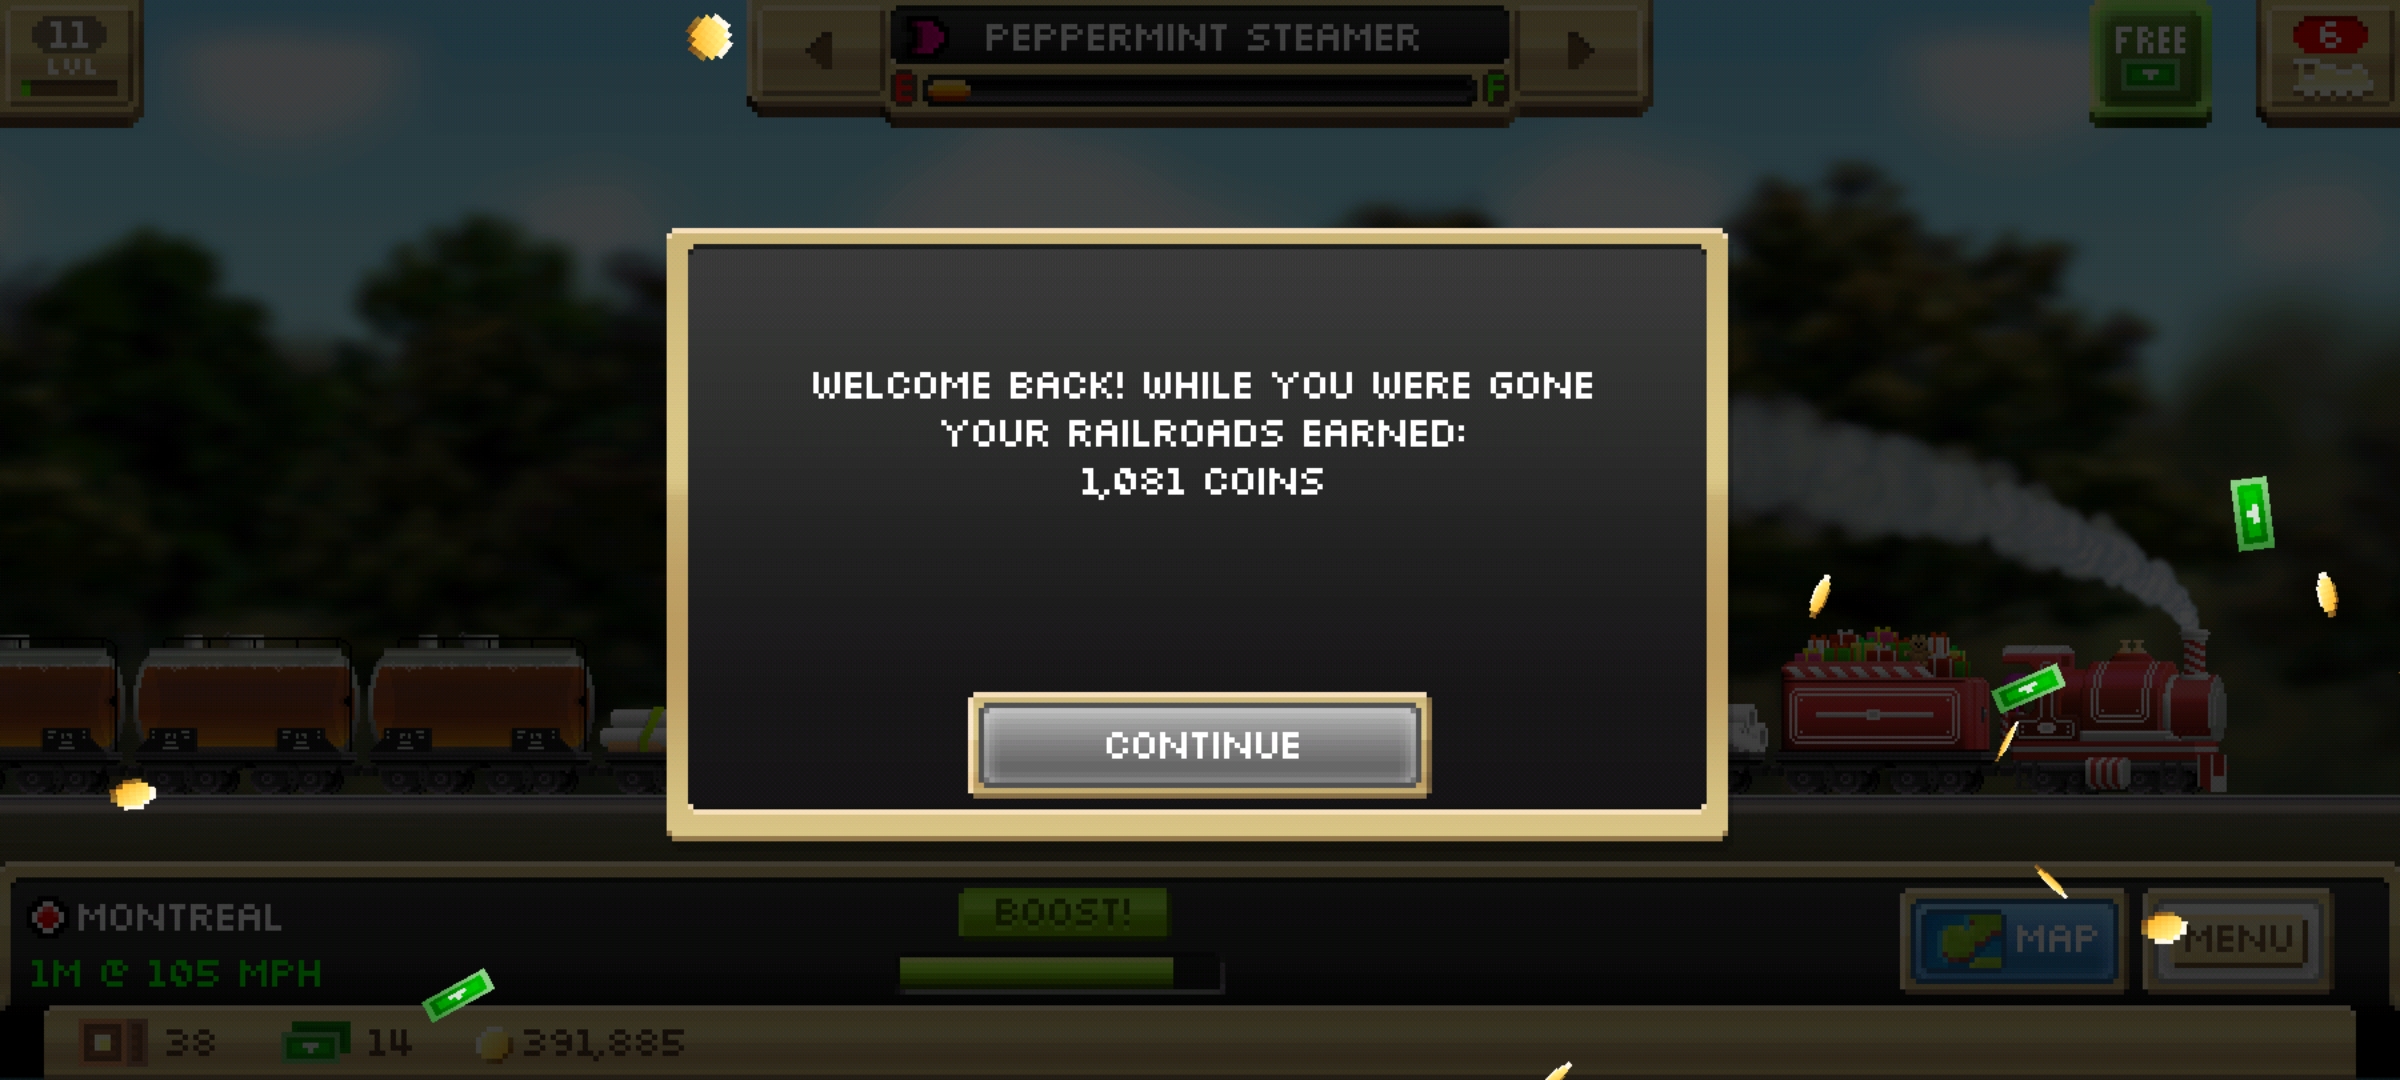 11
LVL
PEPPERMINT STEAMER
E
F
FREE
6
WELCOME BACK! WHILE YOU WERE GONE
YOUR RAILROADS EARNED:
1,081 COINS
CONTINUE
MONTREAL
1M @ 105 MPH
BOOST!
MAP
MENU
38
14
391,885